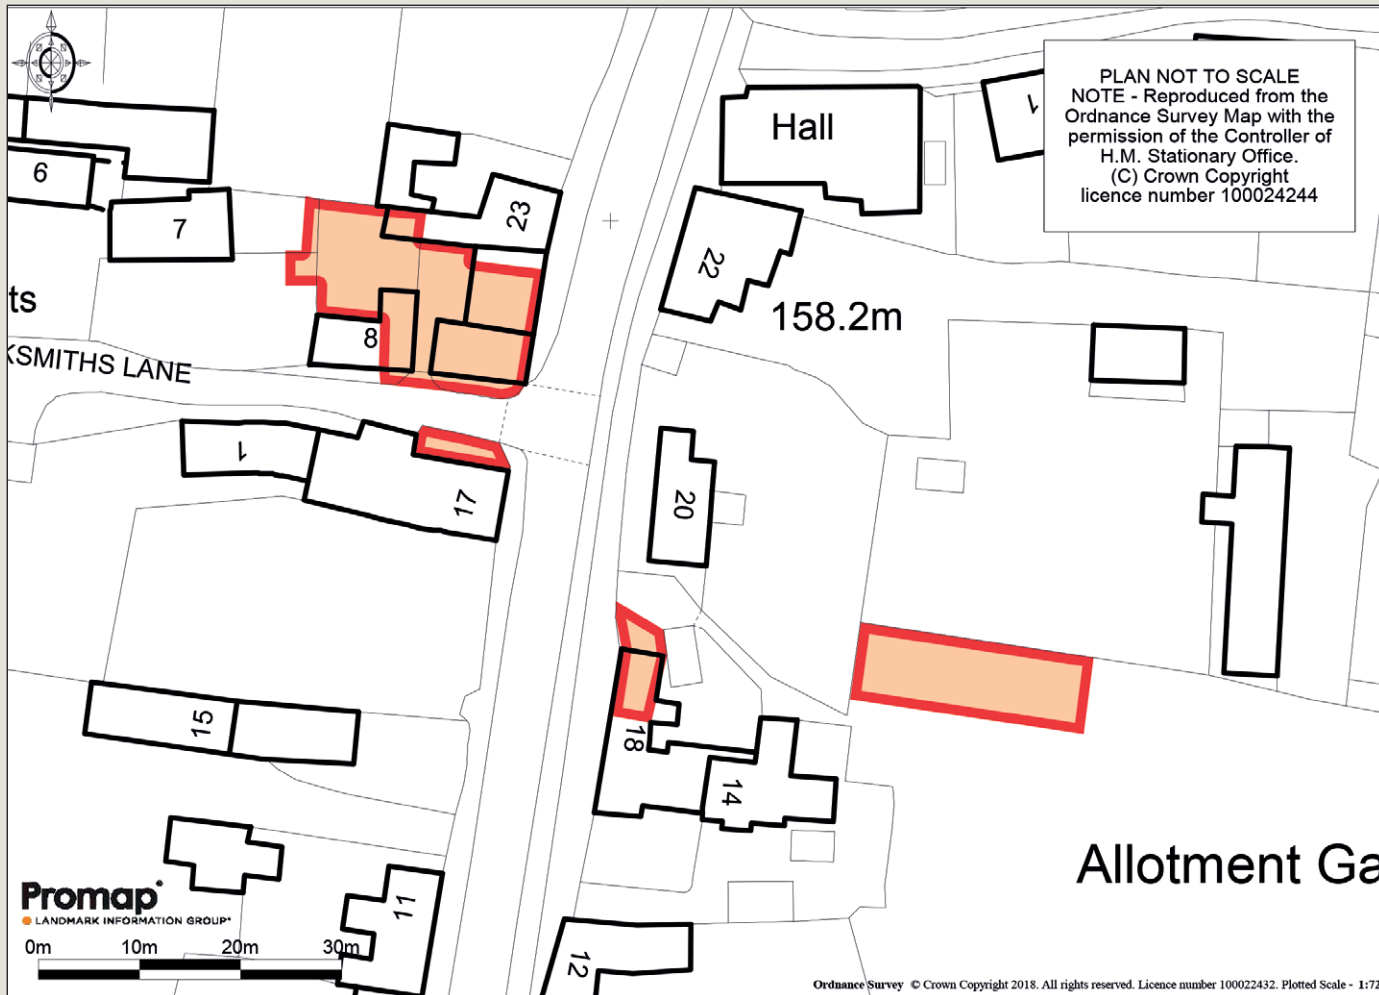 PLAN NOT TO SCALE
NOTE - Reproduced from the
Ordnance Survey Map with the
permission of the Controller of
H.M. Stationary Office.
(C) Crown Copyright
licence number 100024244
Hall
1
6
7
23
22
158.2m
ts
8
KSMITHS LANE
1
17
20
15
18
14
Allotment Ga
11
12
Promap
LANDMARK INFORMATION GROUP
0m 10m 20m 30m
Ordnance Survey © Crown Copyright 2018. All rights reserved. Licence number 100022432. Plotted Scale - 1:72